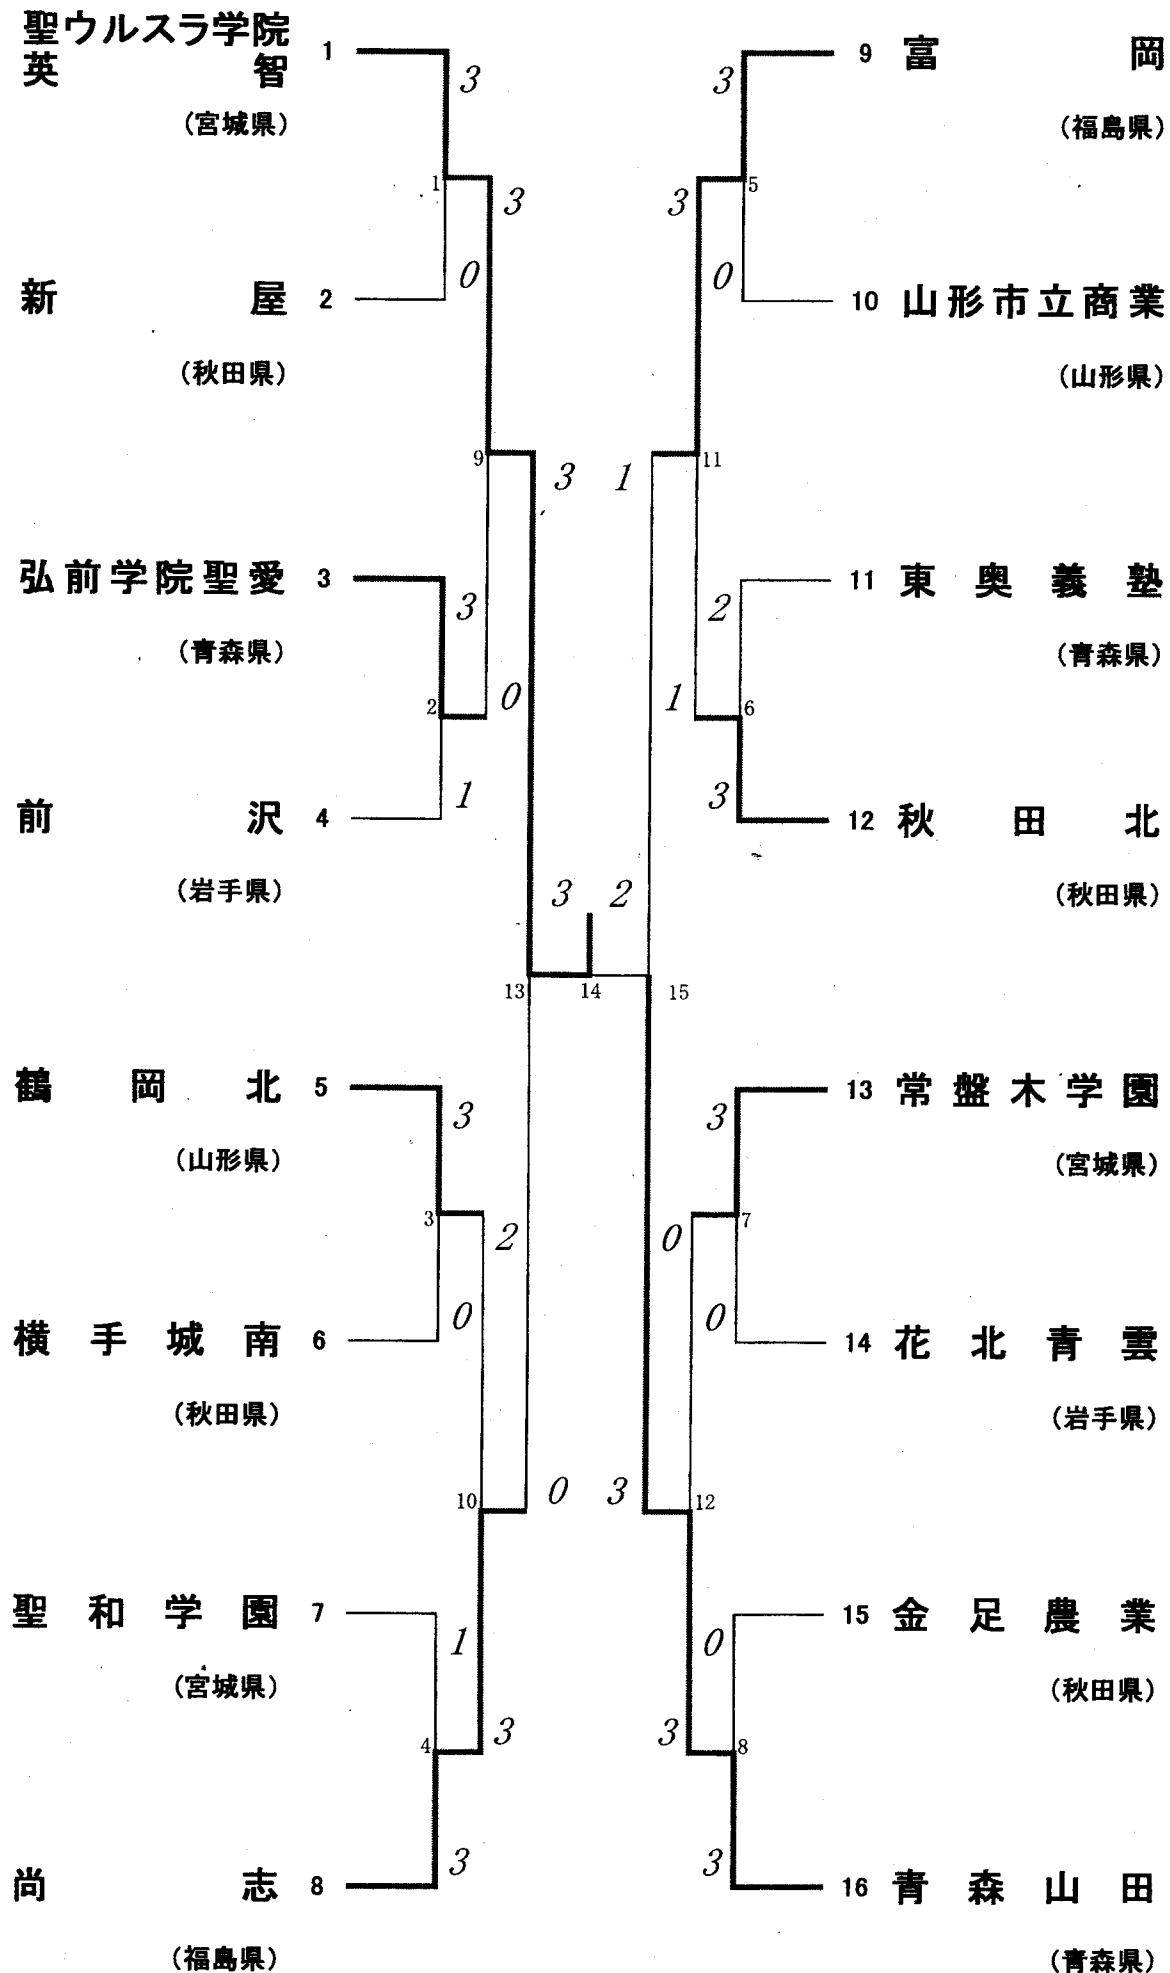 聖ウルスラ学院
英智 1
(宮城県)
3
1
3
0
新屋 2
(秋田県)
9
3
弘前学院聖愛 3
(青森県)
3
2
0
1
前沢 4
(岩手県)
3 2
13 14 15
鶴岡北 5
(山形県)
3
3
2
0
横手城南 6
(秋田県)
10
0
聖和学園 7
(宮城県)
1
4
3
3
尚志 8
(福島県)
9 富岡
(福島県)
3
5
3
0
10 山形市立商業
(山形県)
11
1
11 東奥義塾
(青森県)
2
1
6
3
12 秋田北
(秋田県)
13 常盤木学園
(宮城県)
3
7
0
0
14 花北青雲
(岩手県)
3
12
15 金足農業
(秋田県)
0
3
8
3
16 青森山田
(青森県)